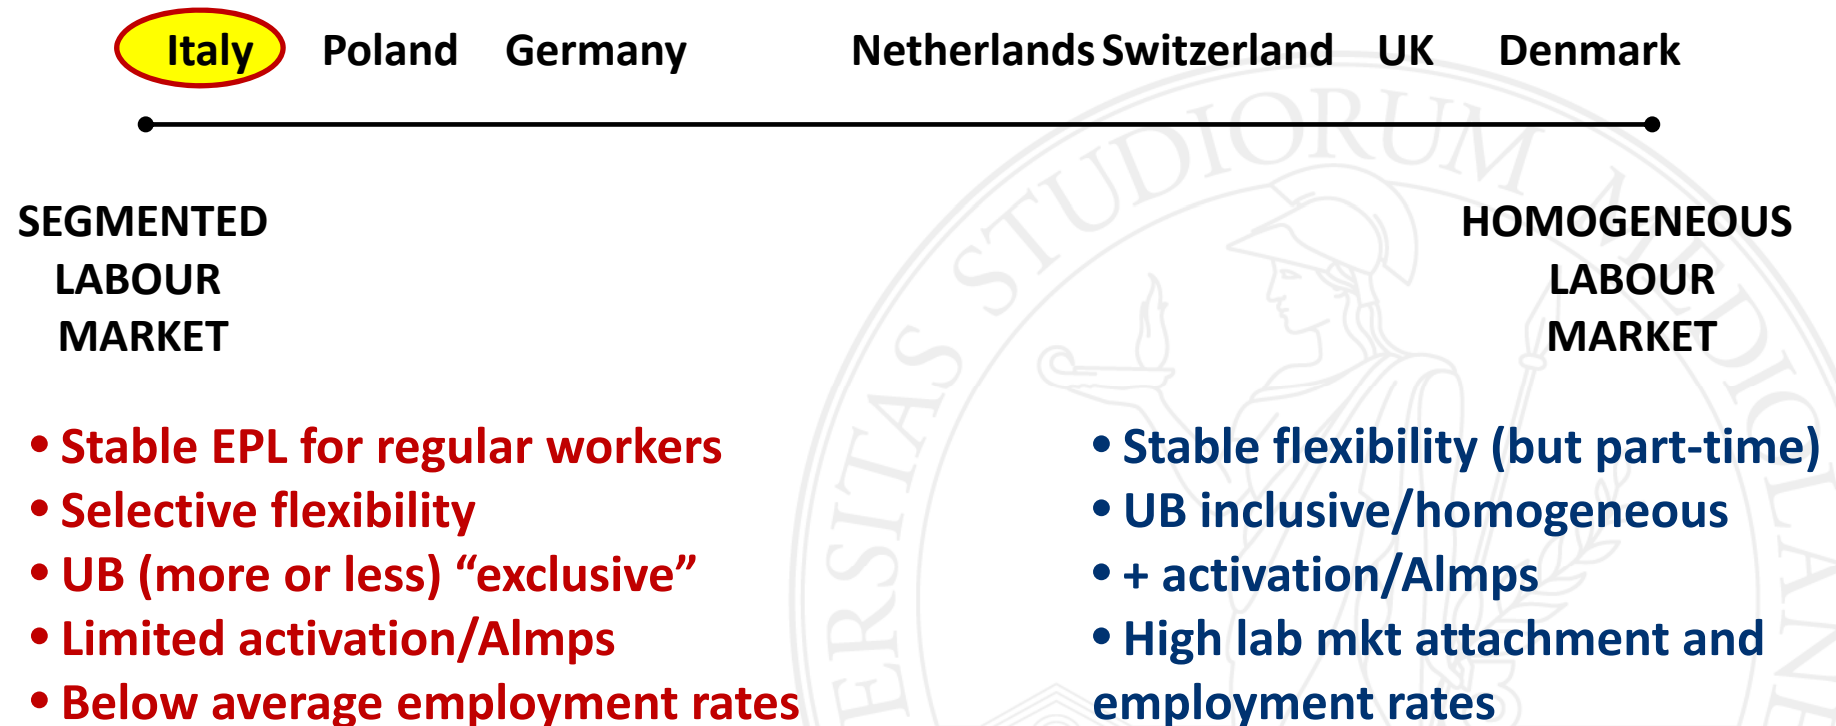 Italy Poland Germany Netherlands Switzerland UK Denmark
SEGMENTED
LABOUR
MARKET
HOMOGENEOUS
LABOUR
MARKET
• Stable EPL for regular workers
• Selective flexibility
• UB (more or less) “exclusive”
• Limited activation/Almps
• Below average employment rates
• Stable flexibility (but part-time)
• UB inclusive/homogeneous
• + activation/Almps
• High lab mkt attachment and
employment rates
STUDIORUM